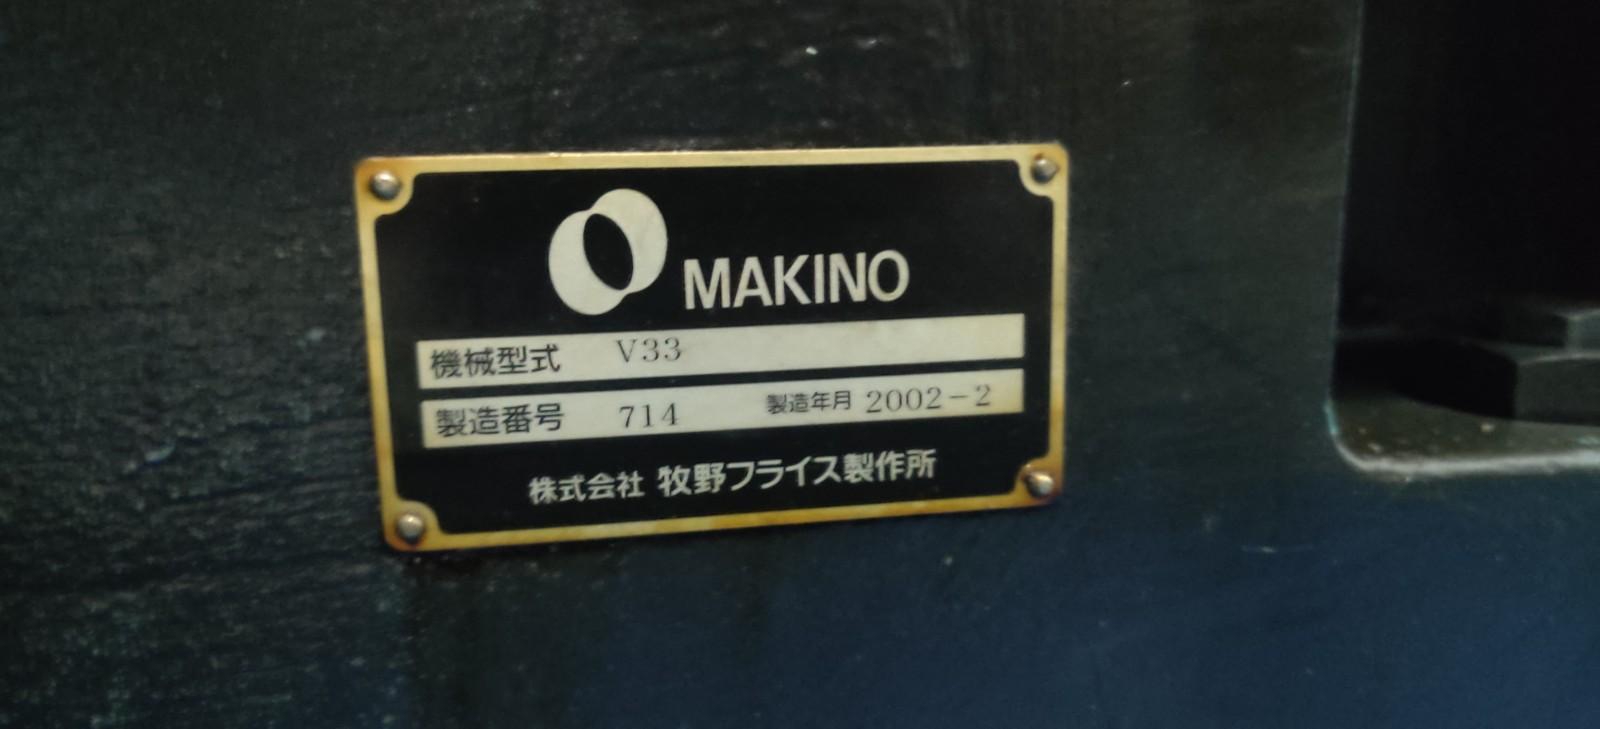 MAKINO
機械型式 V33
製造番号 714 製造年月 2002-2
株式会社 牧野フライス製作所